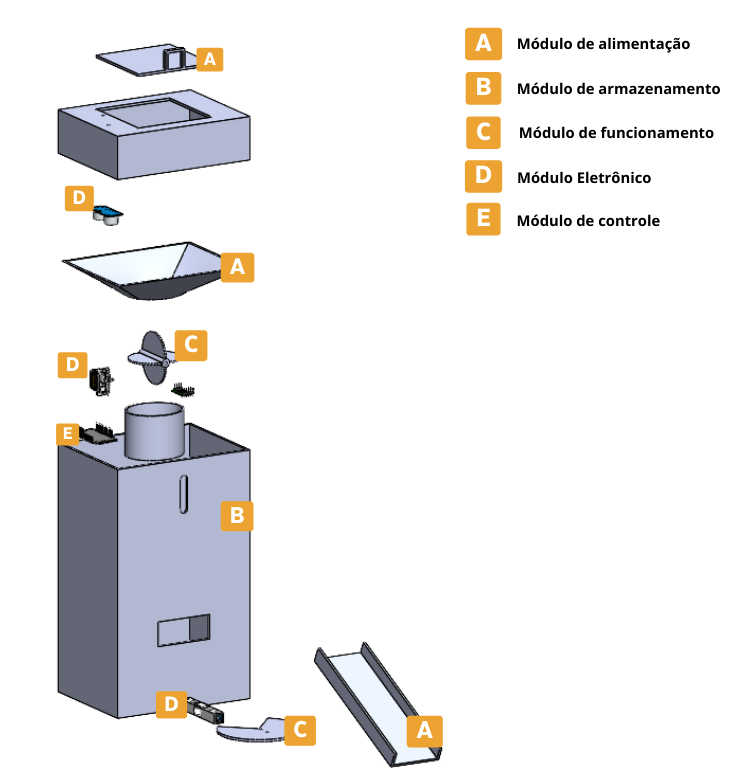 A
A Módulo de alimentação
B Módulo de armazenamento
C Módulo de funcionamento
D Módulo Eletrônico
E Módulo de controle
D
A
C
D
E
B
D
C
A